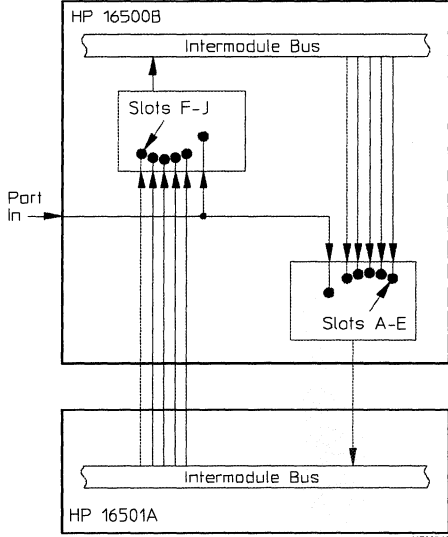 HP 16500B
Intermodule Bus
Slots F-J
Port
In
Slots A-E
Intermodule Bus
HP 16501A